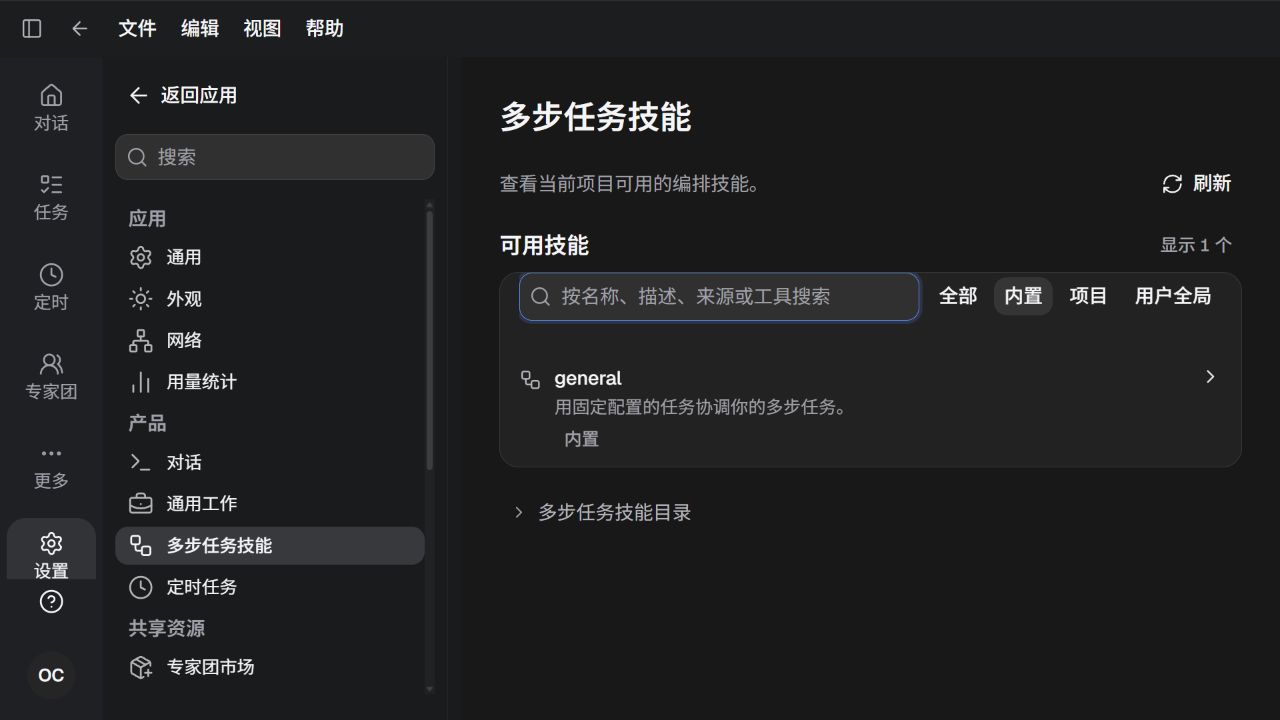 文件 编辑 视图 帮助
对话
任务
定时
专家团
更多
设置
OC
返回应用
搜索
应用
通用
外观
网络
用量统计
产品
对话
通用工作
多步任务技能
定时任务
共享资源
专家团市场
多步任务技能
查看当前项目可用的编排技能。
刷新
可用技能
显示 1 个
按名称、描述、来源或工具搜索
全部 内置 项目 用户全局
general
用固定配置的任务协调你的多步任务。
内置
多步任务技能目录